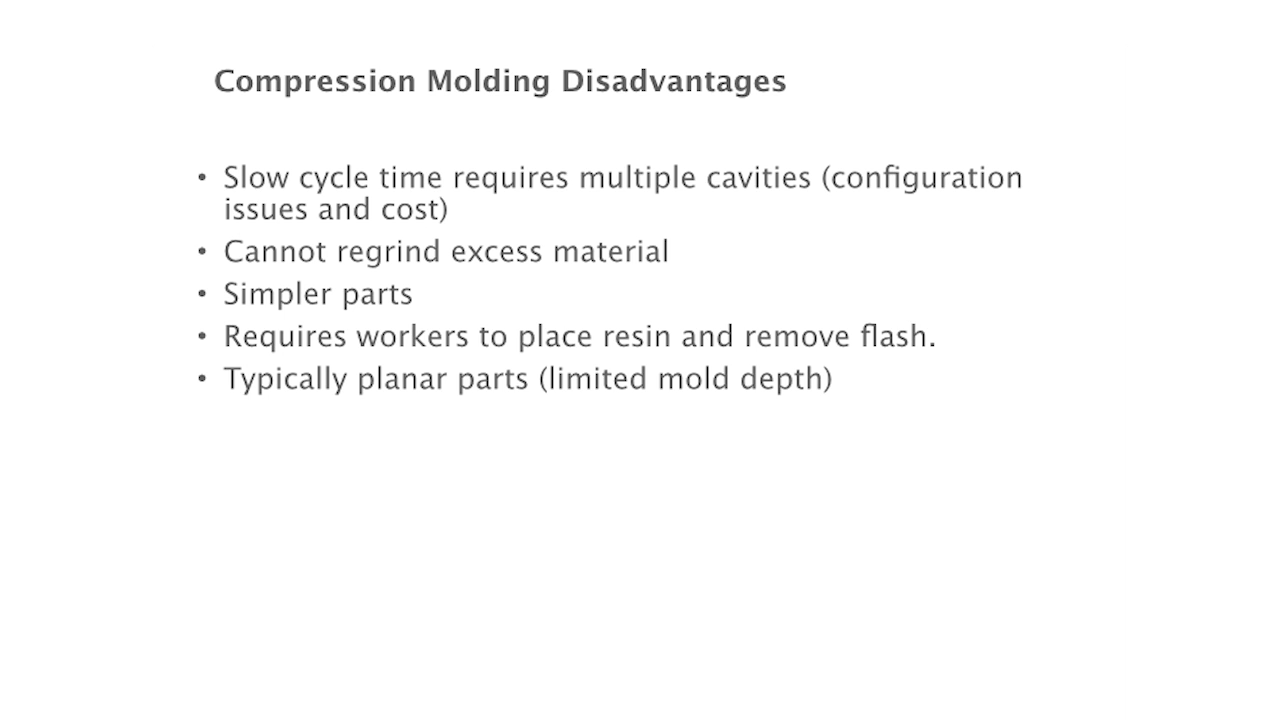 Compression Molding Disadvantages
• Slow cycle time requires multiple cavities (configuration
issues and cost)
• Cannot regrind excess material
• Simpler parts
• Requires workers to place resin and remove flash.
• Typically planar parts (limited mold depth)